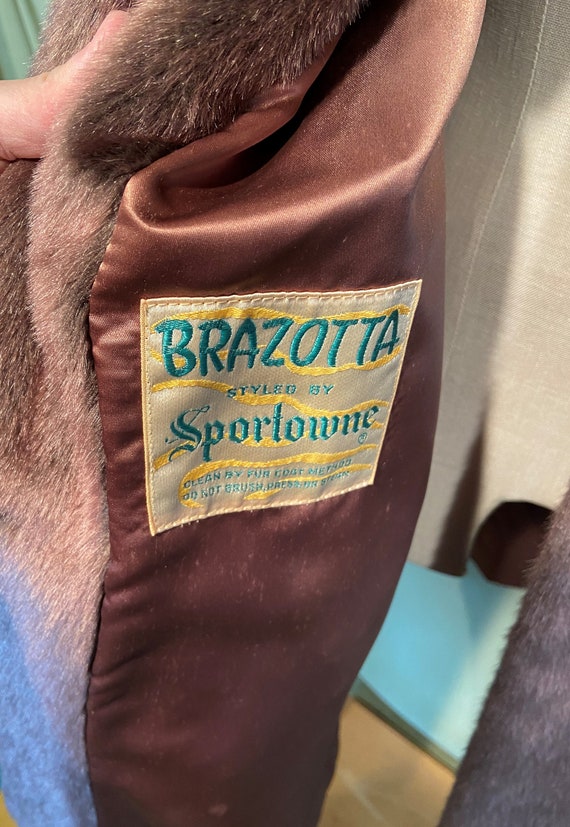 BRAZOTTA
STYLED BY
Sportowne
©
CLEAN BY FUR COAT METHOD
DO NOT BRUSH, PRESS OR STEAM